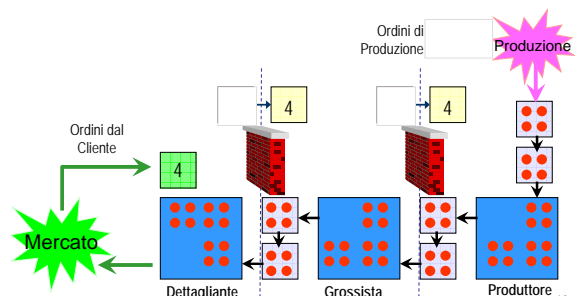 Ordini di
Produzione
Produzione
4
4
Ordini dal
Cliente
4
Mercato
Dettagliante
Grossista
Produttore